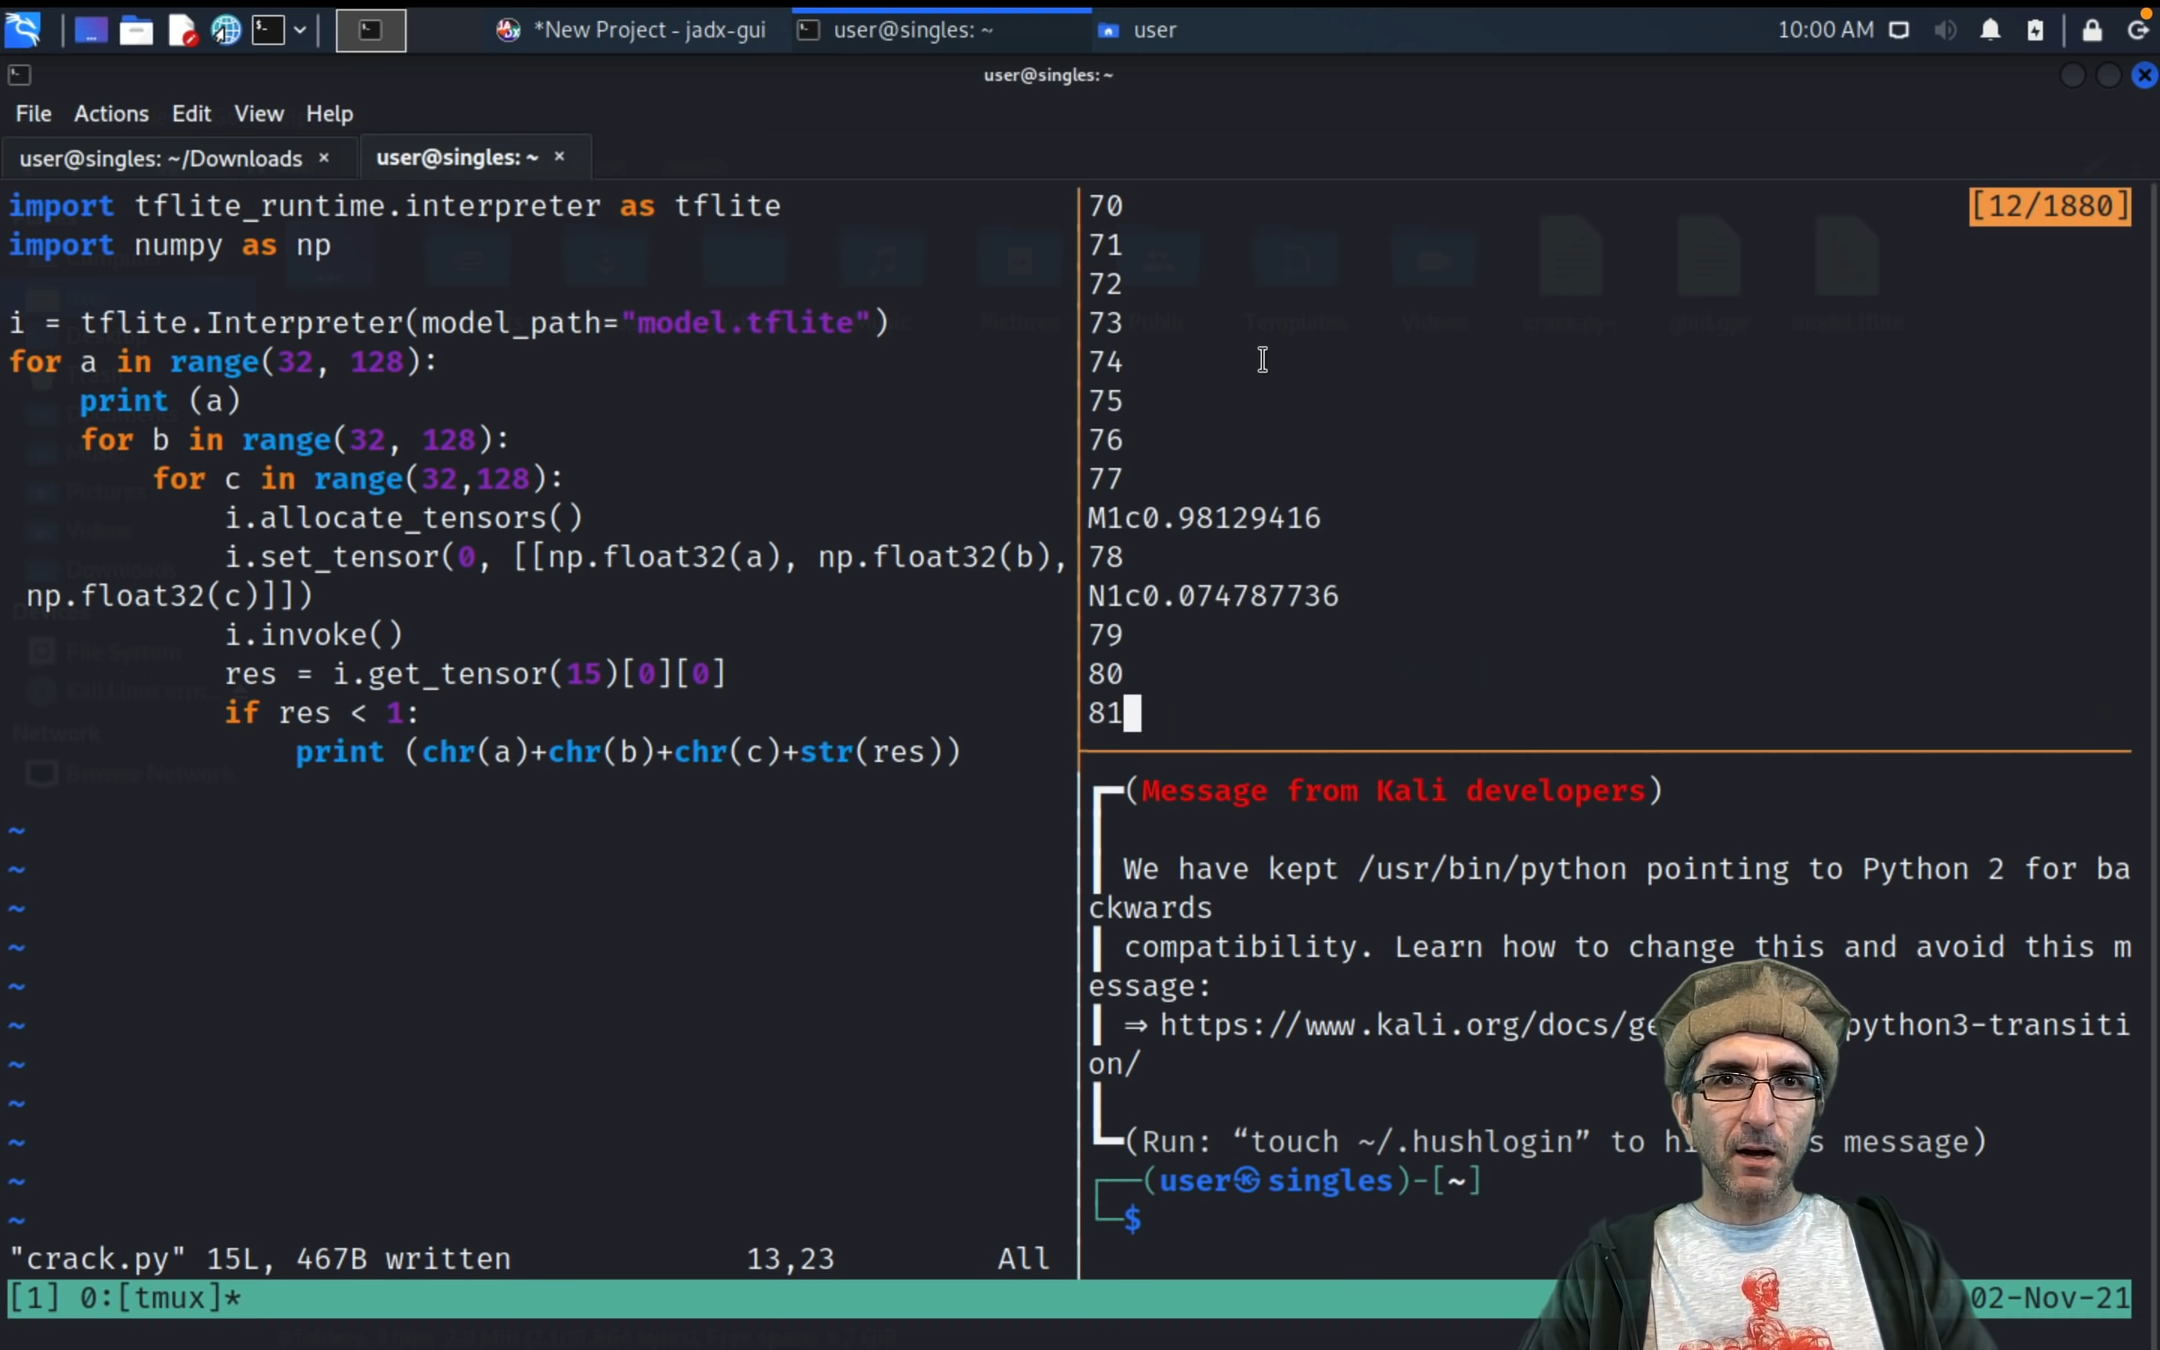 *New Project - jadx-gui
user@singles: ~
user
10:00 AM
user@singles: ~
File Actions Edit View Help
user@singles: ~/Downloads ×
user@singles: ~ ×
import tflite_runtime.interpreter as tflite
import numpy as np
i = tflite.Interpreter(model_path="model.tflite")
for a in range(32, 128):
    print (a)
    for b in range(32, 128):
        for c in range(32,128):
            i.allocate_tensors()
            i.set_tensor(0, [[np.float32(a), np.float32(b),
 np.float32(c)]])
            i.invoke()
            res = i.get_tensor(15)[0][0]
            if res < 1:
                print (chr(a)+chr(b)+chr(c)+str(res))
~
~
~
~
~
~
~
~
~
~
~
"crack.py" 15L, 467B written 13,23 All
70 [12/1880]
71
72
73
74
75
76
77
M1c0.98129416
78
N1c0.074787736
79
80
81
┏━(Message from Kali developers)
┃ We have kept /usr/bin/python pointing to Python 2 for ba
ckwards
┃ compatibility. Learn how to change this and avoid this m
essage:
┃ ⇒ https://www.kali.org/docs/ge python3-transiti
on/
┗━(Run: “touch ~/.hushlogin” to hi s message)
┌──(user㉿singles)-[~]
└─$
[1] 0:[tmux]* 02-Nov-21